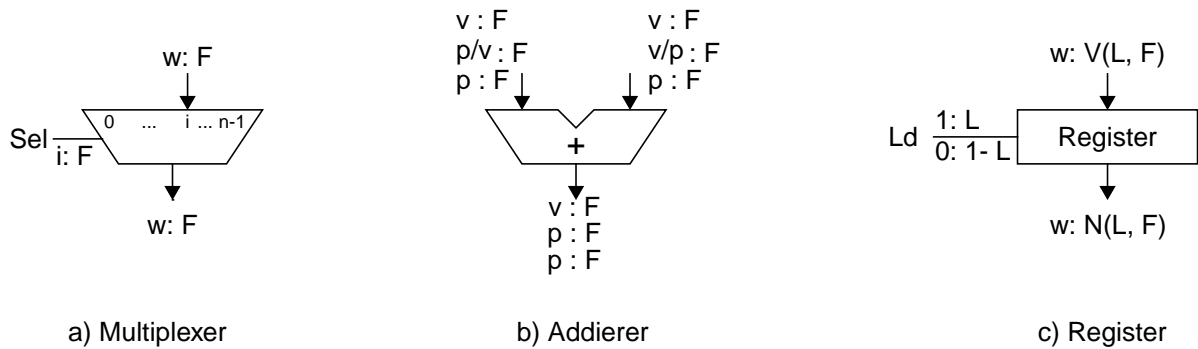 w: F
0 ... i ... n-1
Sel
i: F
w: F
a) Multiplexer
v : F
p/v : F
p : F
v : F
v/p : F
p : F
+
v : F
p : F
p : F
b) Addierer
w: V(L, F)
Ld
1: L
0: 1- L
Register
w: N(L, F)
c) Register